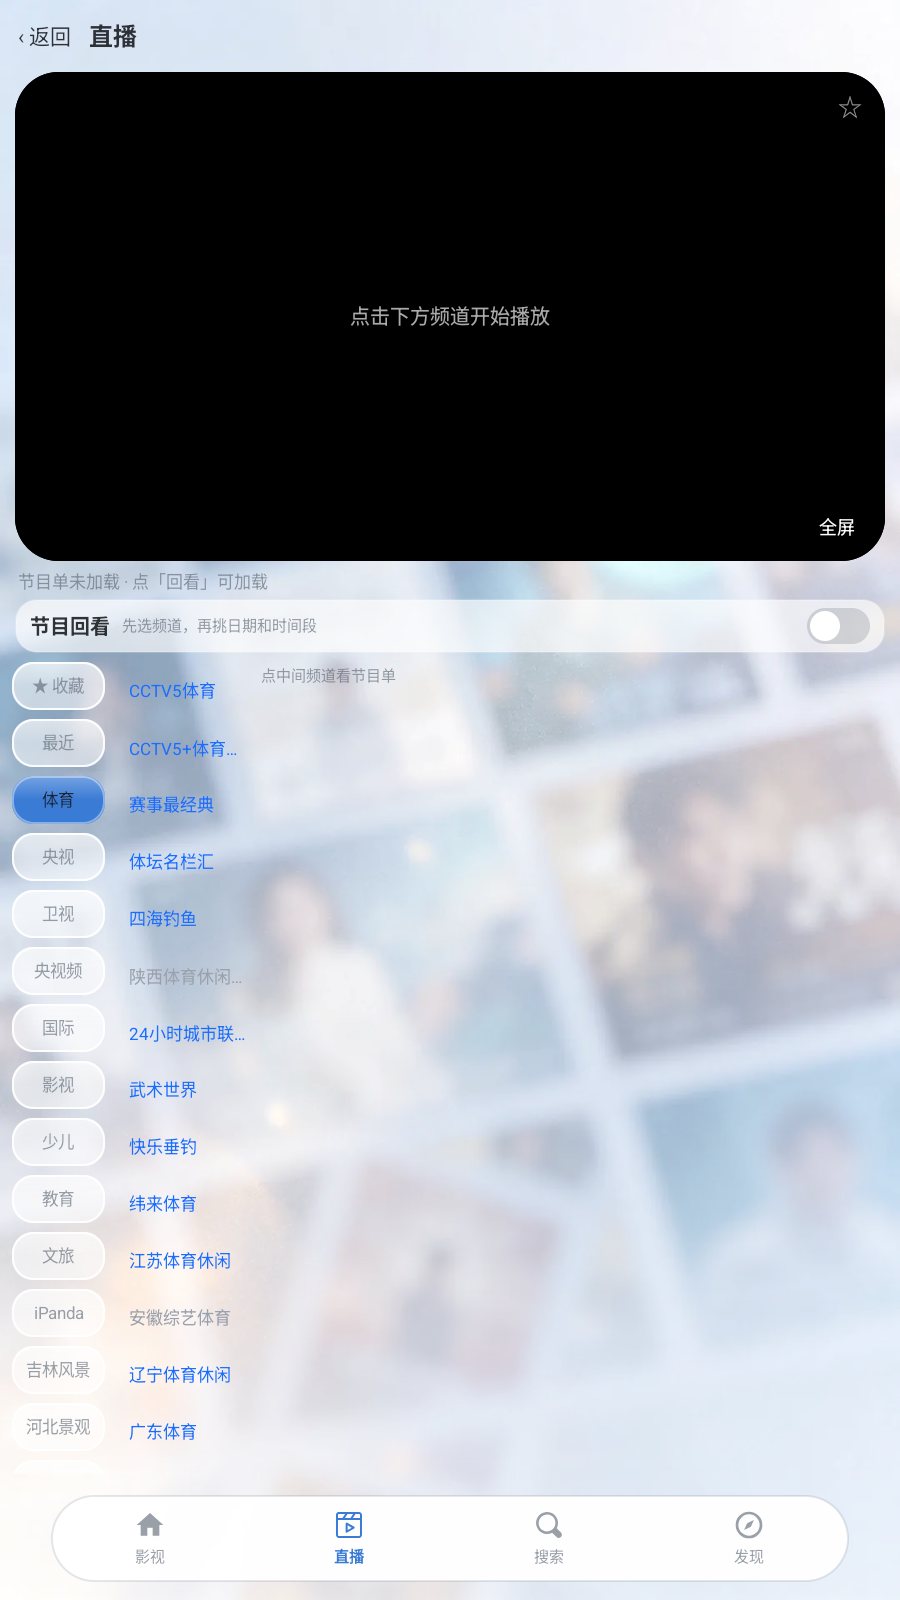 ‹ 返回 直播
☆
点击下方频道开始播放
全屏
节目单未加载 · 点「回看」可加载
节目回看 先选频道，再挑日期和时间段
★ 收藏
最近
体育
央视
卫视
央视频
国际
影视
少儿
教育
文旅
iPanda
吉林风景
河北景观
CCTV5体育
CCTV5+体育...
赛事最经典
体坛名栏汇
四海钓鱼
陕西体育休闲...
24小时城市联...
武术世界
快乐垂钓
纬来体育
江苏体育休闲
安徽综艺体育
辽宁体育休闲
广东体育
点中间频道看节目单
影视
直播
搜索
发现